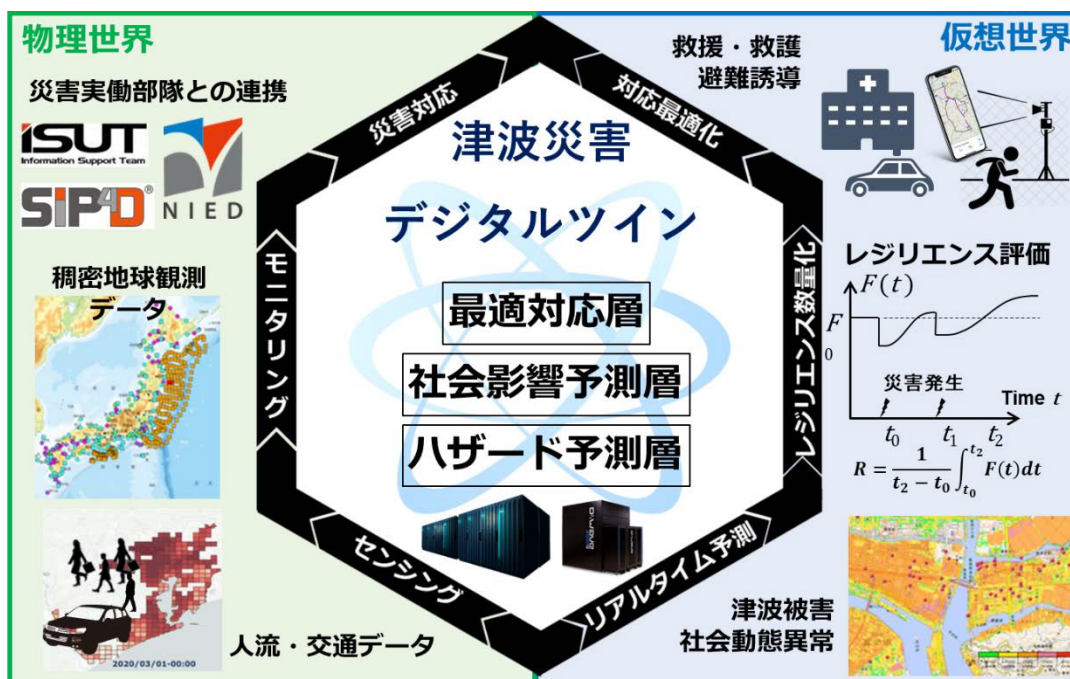 物理世界
災害実働部隊との連携
iSUT
Information Support Team
SIP4D®
NIED
稠密地球観測
データ
2020/03/01-00:00
人流・交通データ
災害対応
モニタリング
センシング
津波災害
デジタルツイン
最適対応層
社会影響予測層
ハザード予測層
対応最適化
レジリエンス数量化
リアルタイム予測
仮想世界
救援・救護
避難誘導
レジリエンス評価
F(t)
F
0
災害発生
Time t
t₀ t₁ t₂
R = 1/(t₂ − t₀) ∫t₀t₂ F(t)dt
津波被害
社会動態異常